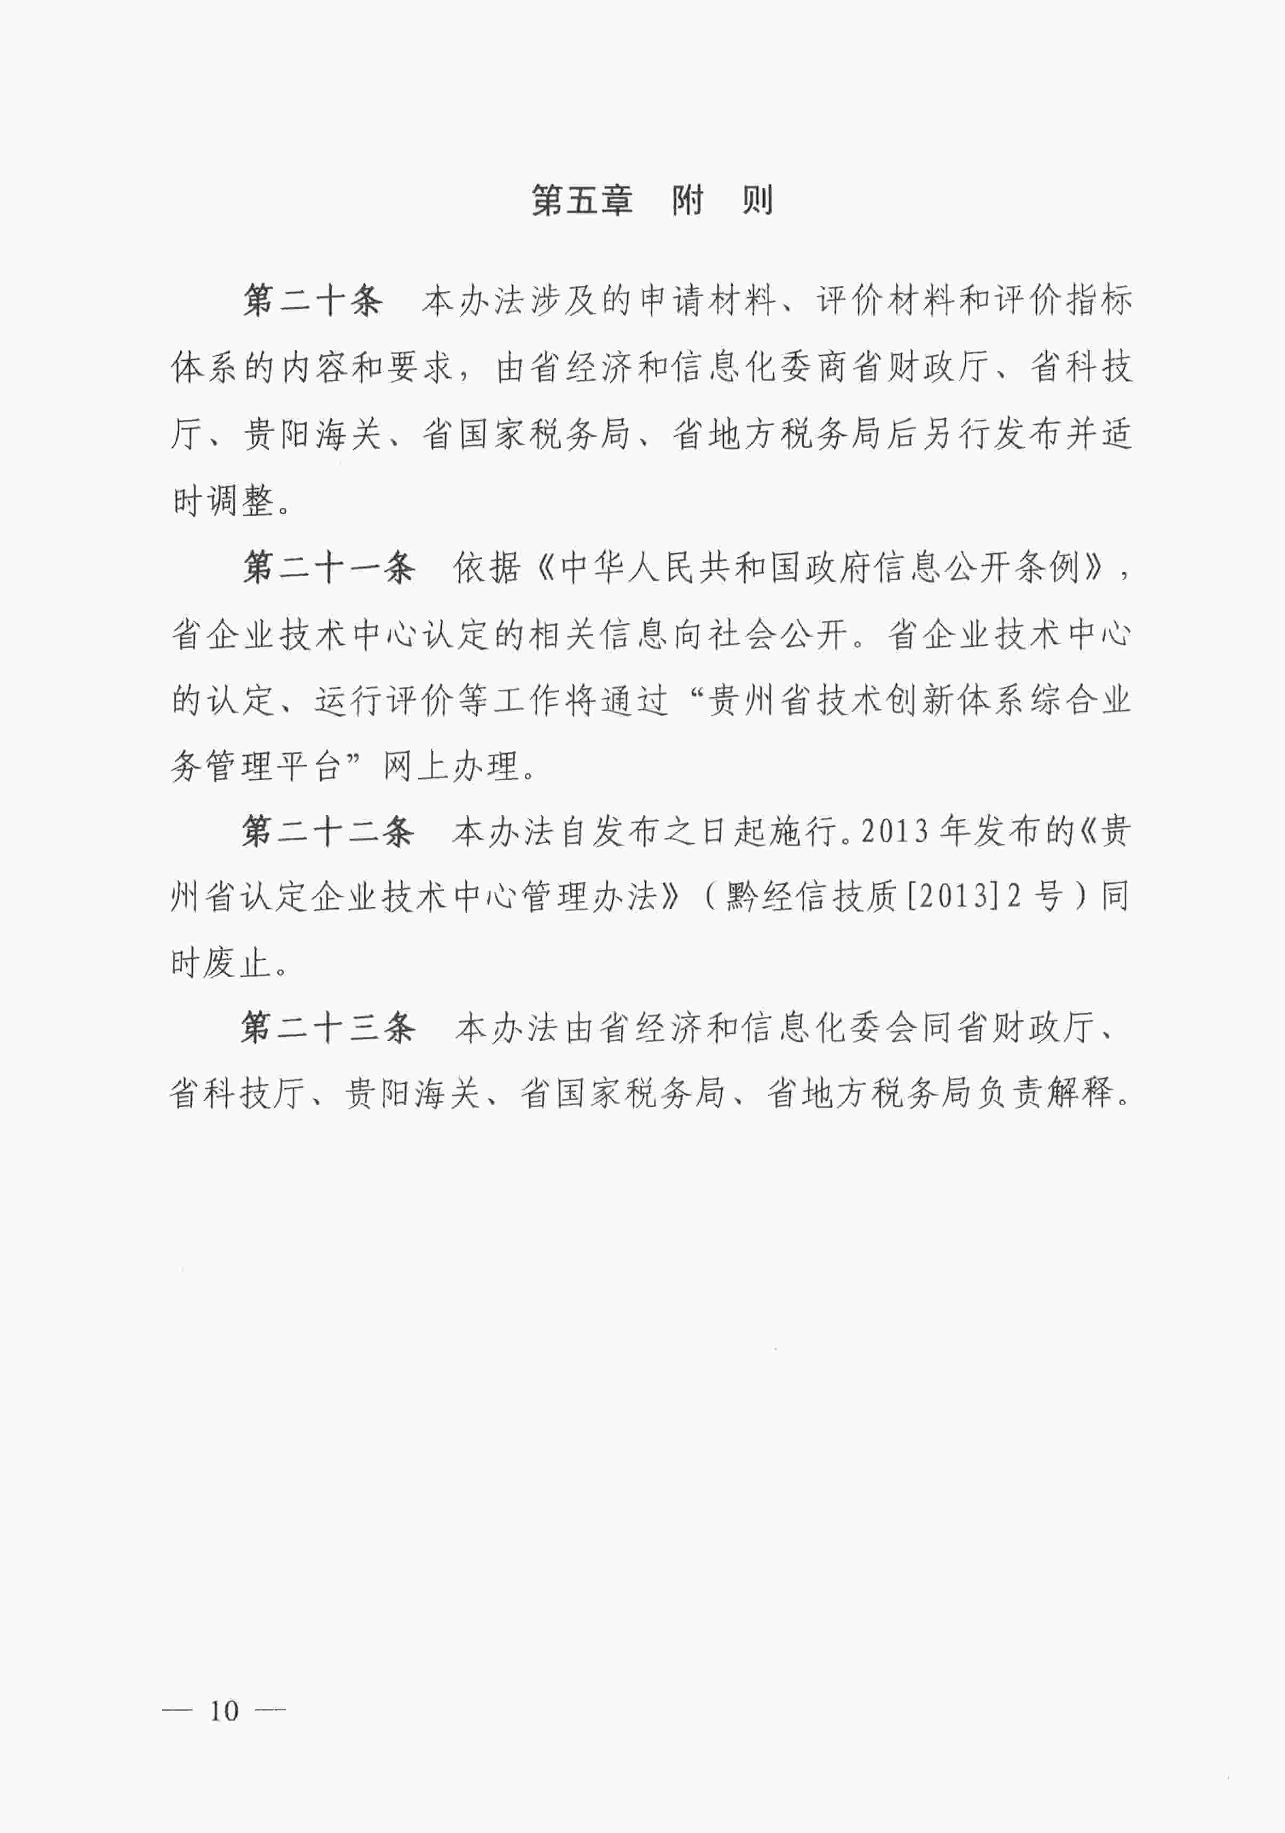 第五章　附　则
第二十条　本办法涉及的申请材料、评价材料和评价指标
体系的内容和要求，由省经济和信息化委商省财政厅、省科技
厅、贵阳海关、省国家税务局、省地方税务局后另行发布并适
时调整。
第二十一条　依据《中华人民共和国政府信息公开条例》，
省企业技术中心认定的相关信息向社会公开。省企业技术中心
的认定、运行评价等工作将通过“贵州省技术创新体系综合业
务管理平台”网上办理。
第二十二条　本办法自发布之日起施行。2013 年发布的《贵
州省认定企业技术中心管理办法》（黔经信技质[2013]2 号）同
时废止。
第二十三条　本办法由省经济和信息化委会同省财政厅、
省科技厅、贵阳海关、省国家税务局、省地方税务局负责解释。
— 10 —